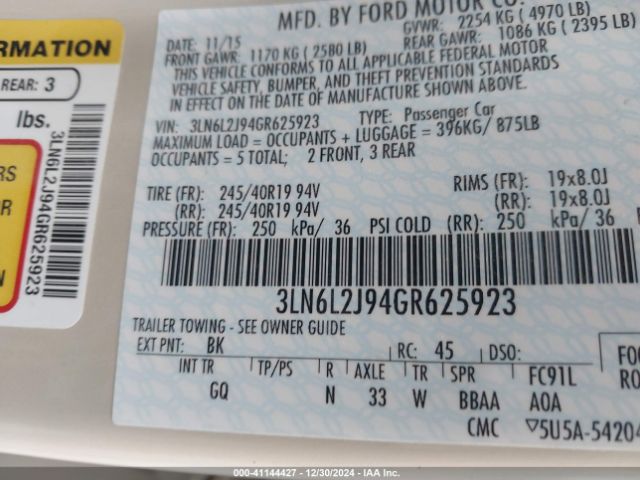 MFD. BY FORD MOTOR CO.
DATE: 11/15
GVWR: 2254 KG ( 4970 LB)
FRONT GAWR: 1170 KG ( 2580 LB)
REAR GAWR: 1086 KG ( 2395 LB)
THIS VEHICLE CONFORMS TO ALL APPLICABLE FEDERAL MOTOR
VEHICLE SAFETY, BUMPER, AND THEFT PREVENTION STANDARDS
IN EFFECT ON THE DATE OF MANUFACTURE SHOWN ABOVE.
VIN: 3LN6L2J94GR625923 TYPE: Passenger Car
MAXIMUM LOAD = OCCUPANTS + LUGGAGE = 396KG/ 875LB
OCCUPANTS = 5 TOTAL; 2 FRONT, 3 REAR
TIRE (FR): 245/40R19 94V RIMS (FR): 19x8.0J
(RR): 245/40R19 94V (RR): 19x8.0J
PRESSURE (FR): 250 kPa/ 36 PSI COLD (RR): 250 kPa/ 36
3LN6L2J94GR625923
TRAILER TOWING - SEE OWNER GUIDE
EXT PNT: BK RC: 45 DSO:
INT TR TP/PS R AXLE TR SPR FC91L
GQ N 33 W BBAA AOA
CMC 5U5A-54204
FOO
RO
ORMATION
REAR: 3
lbs.
3LN6L2J94GR625923
RS
R
N
200 - 41144427 - 12/30/2024 - IAA Inc.